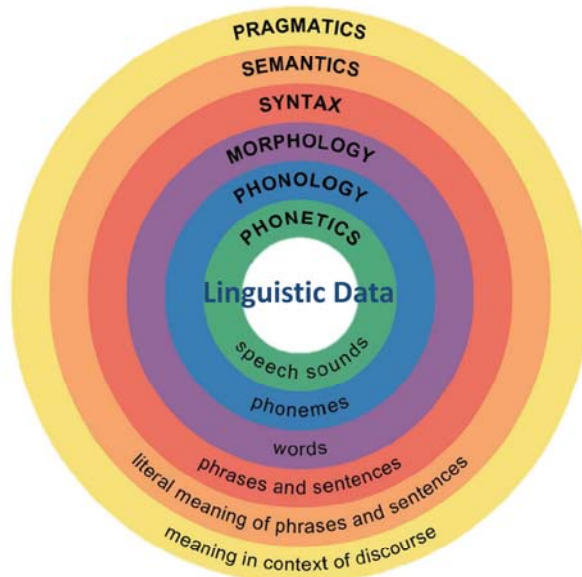 PRAGMATICS
SEMANTICS
SYNTAX
MORPHOLOGY
PHONOLOGY
PHONETICS
Linguistic Data
speech sounds
phonemes
words
phrases and sentences
literal meaning of phrases and sentences
meaning in context of discourse